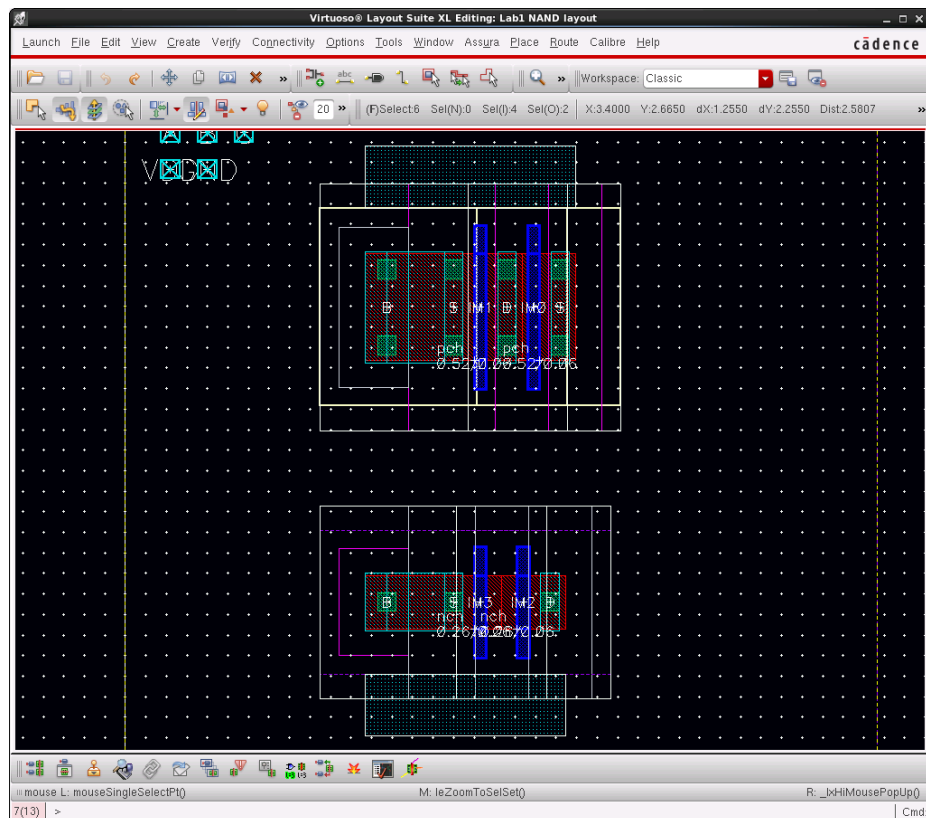 Virtuoso® Layout Suite XL Editing: Lab1 NAND layout
Launch File Edit View Create Verify Connectivity Options Tools Window Assura Place Route Calibre Help cādence
abc » Workspace: Classic
20 » (F)Select:6 Sel(N):0 Sel(I):4 Sel(O):2 X:3.4000 Y:2.6650 dX:1.2550 dY:2.2550 Dist:2.5807 »
B S IM1 D IM0 S
pch pch
B S IM3 IM2 D
nch nch
mouse L: mouseSingleSelectPt() M: leZoomToSelSet() R: _lxHiMousePopUp()
7(13) > Cmd: